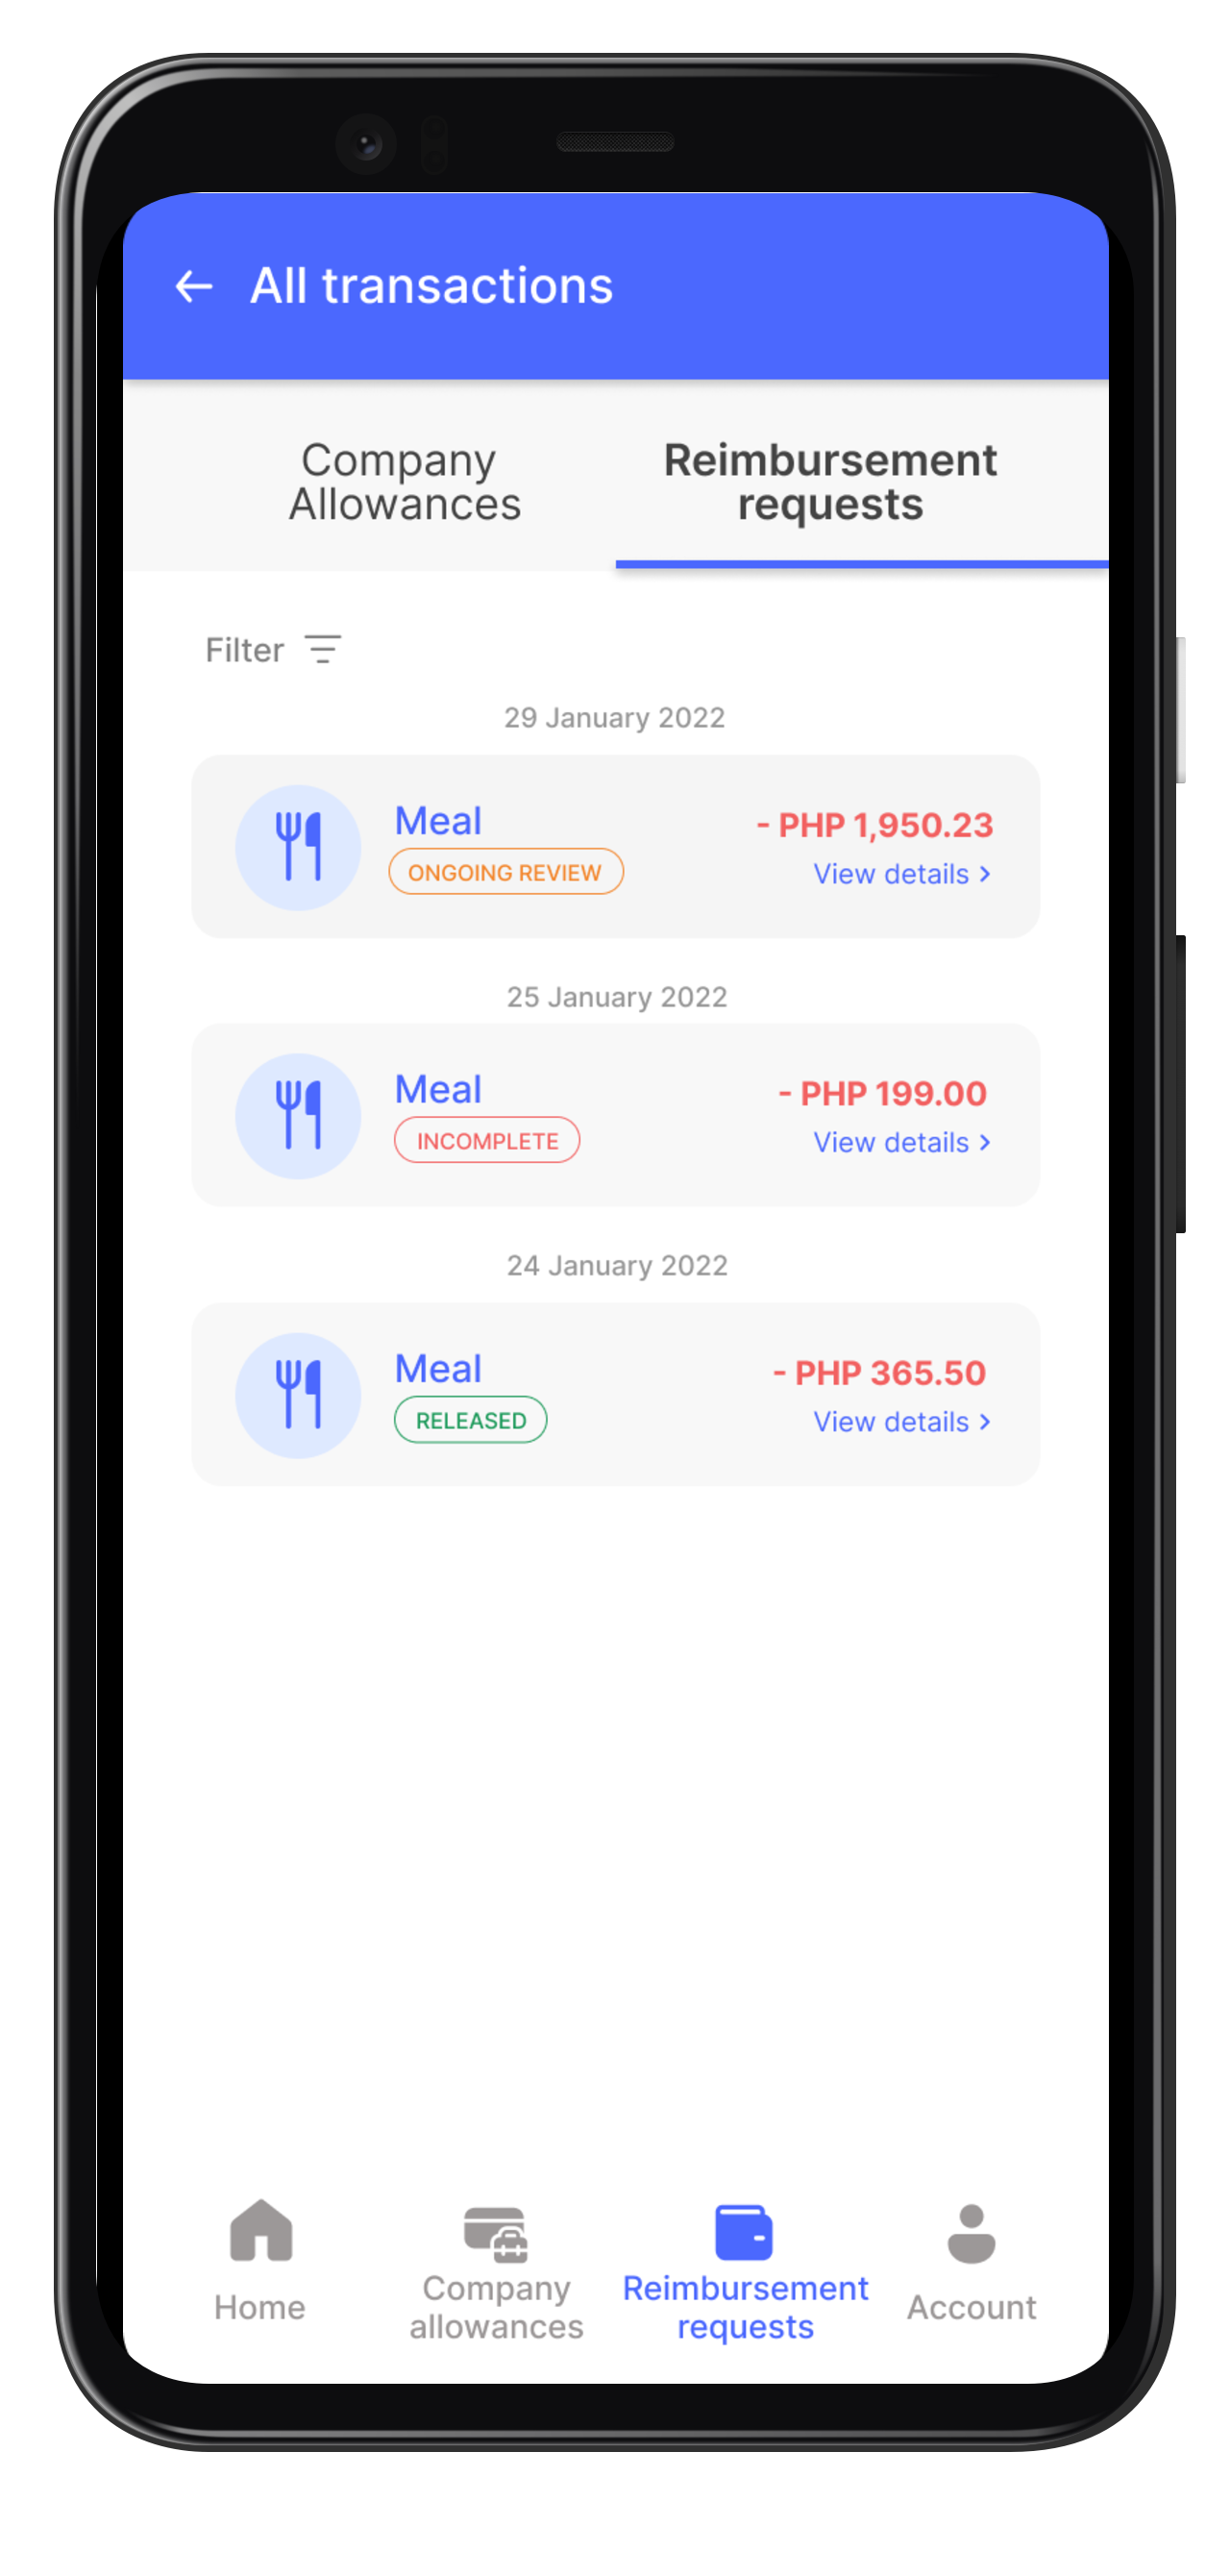 All transactions
Company
Allowances
Reimbursement
requests
Filter
29 January 2022
Meal
- PHP 1,950.23
ONGOING REVIEW
View details >
25 January 2022
Meal
- PHP 199.00
INCOMPLETE
View details >
24 January 2022
Meal
- PHP 365.50
RELEASED
View details >
Home
Company
allowances
Reimbursement
requests
Account